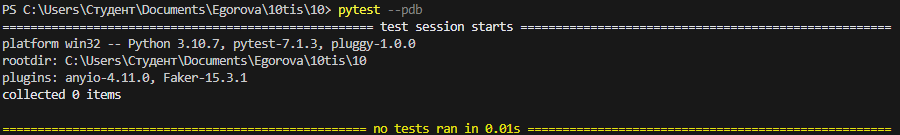 PS C:\Users\Студент\Documents\Egorova\10tis\10> pytest --pdb
================================================= test session starts =================================================
platform win32 -- Python 3.10.7, pytest-7.1.3, pluggy-1.0.0
rootdir: C:\Users\Студент\Documents\Egorova\10tis\10
plugins: anyio-4.11.0, Faker-15.3.1
collected 0 items
================================================ no tests ran in 0.01s ================================================